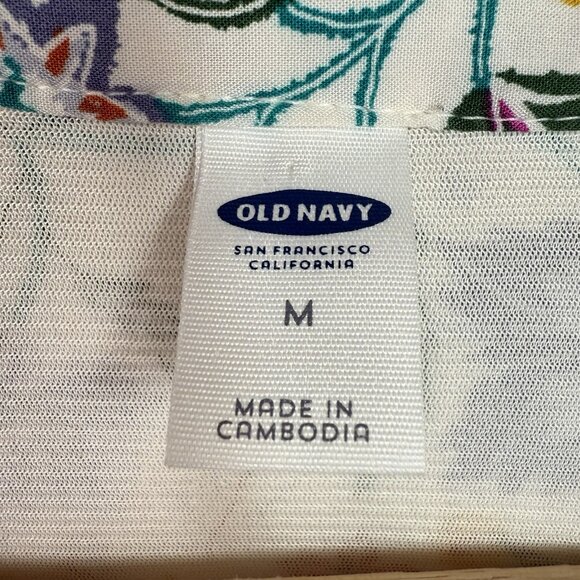 OLD NAVY
SAN FRANCISCO
CALIFORNIA
M
MADE IN
CAMBODIA